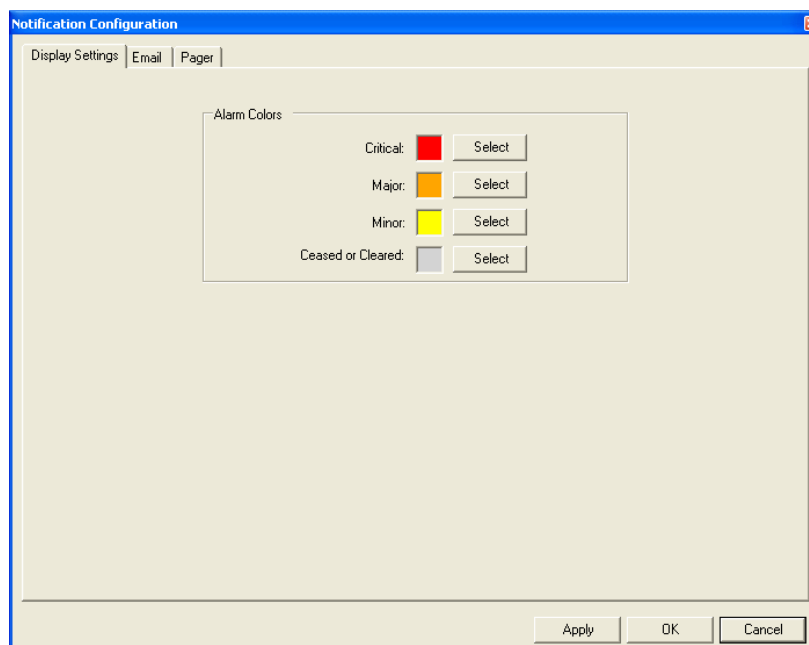 Notification Configuration
Display Settings Email Pager
Alarm Colors
Critical: Select
Major: Select
Minor: Select
Ceased or Cleared: Select
Apply OK Cancel